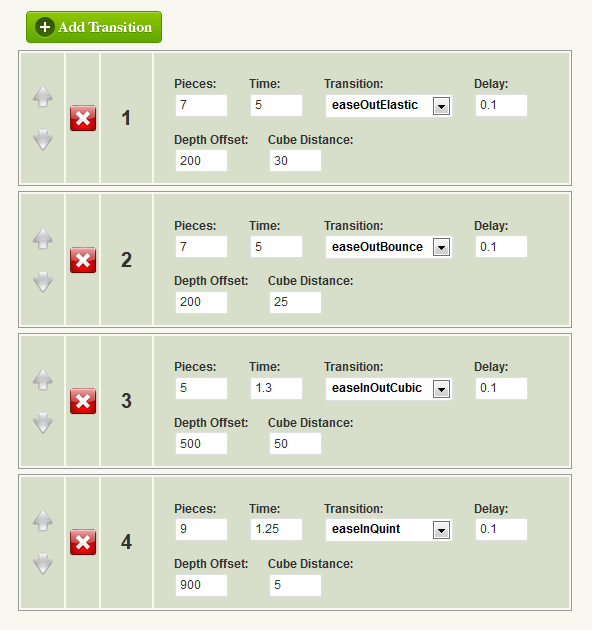 Add Transition
1
Pieces: Time: Transition: Delay:
7 5 easeOutElastic 0.1
Depth Offset: Cube Distance:
200 30
2
Pieces: Time: Transition: Delay:
7 5 easeOutBounce 0.1
Depth Offset: Cube Distance:
200 25
3
Pieces: Time: Transition: Delay:
5 1.3 easeInOutCubic 0.1
Depth Offset: Cube Distance:
500 50
4
Pieces: Time: Transition: Delay:
9 1.25 easeInQuint 0.1
Depth Offset: Cube Distance:
900 5